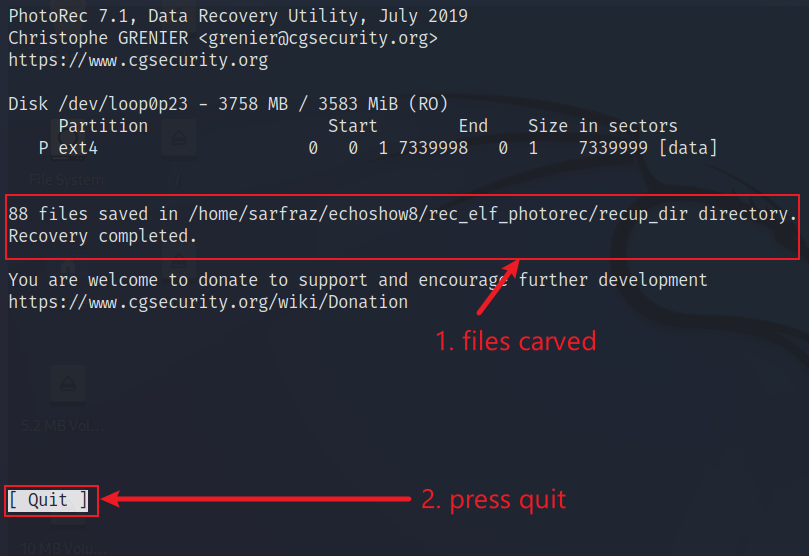 PhotoRec 7.1, Data Recovery Utility, July 2019
Christophe GRENIER <grenier@cgsecurity.org>
https://www.cgsecurity.org
Disk /dev/loop0p23 - 3758 MB / 3583 MiB (RO)
Partition Start End Size in sectors
P ext4 0 0 1 7339998 0 1 7339999 [data]
File System
88 files saved in /home/sarfraz/echoshow8/rec_elf_photorec/recup_dir directory.
Recovery completed.
You are welcome to donate to support and encourage further development
https://www.cgsecurity.org/wiki/Donation
1. files carved
5.2 MB Vol...
[ Quit ]
2. press quit
10 MB Volu...